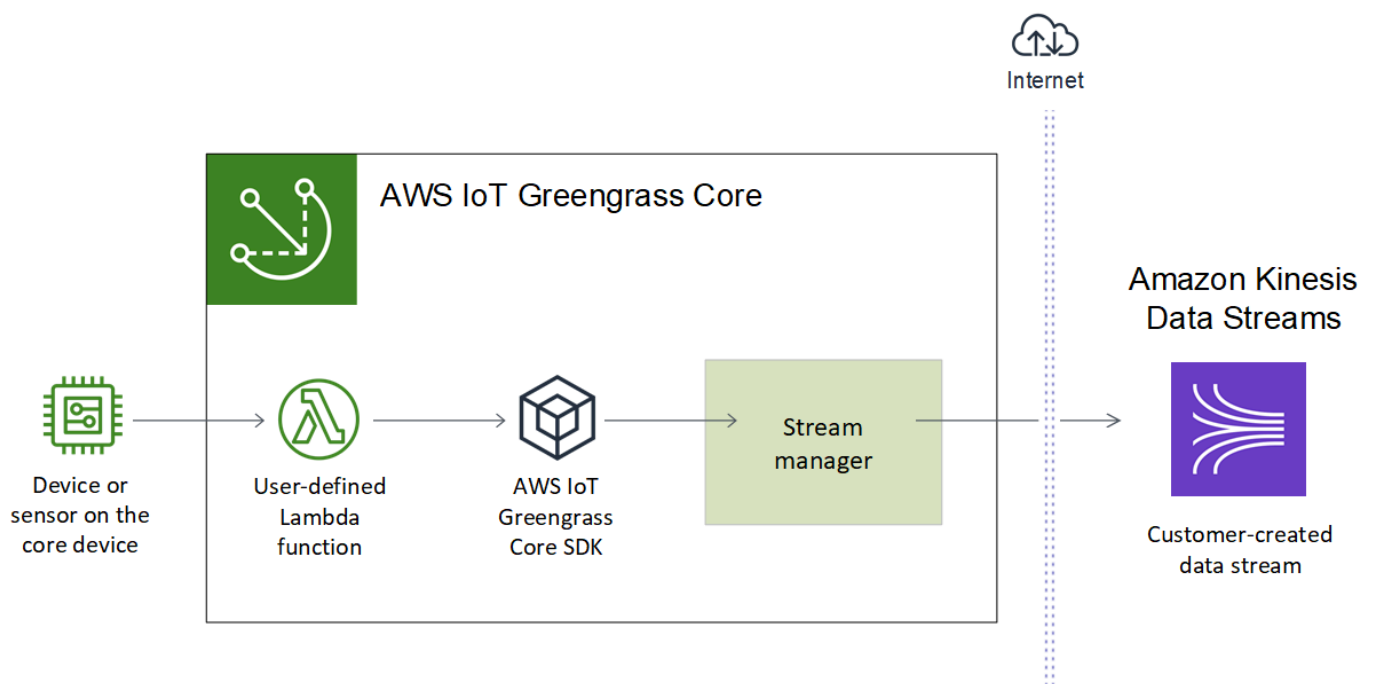 Internet
AWS IoT Greengrass Core
Amazon Kinesis
Data Streams
Device or
sensor on the
core device
User-defined
Lambda
function
AWS IoT
Greengrass
Core SDK
Stream
manager
Customer-created
data stream